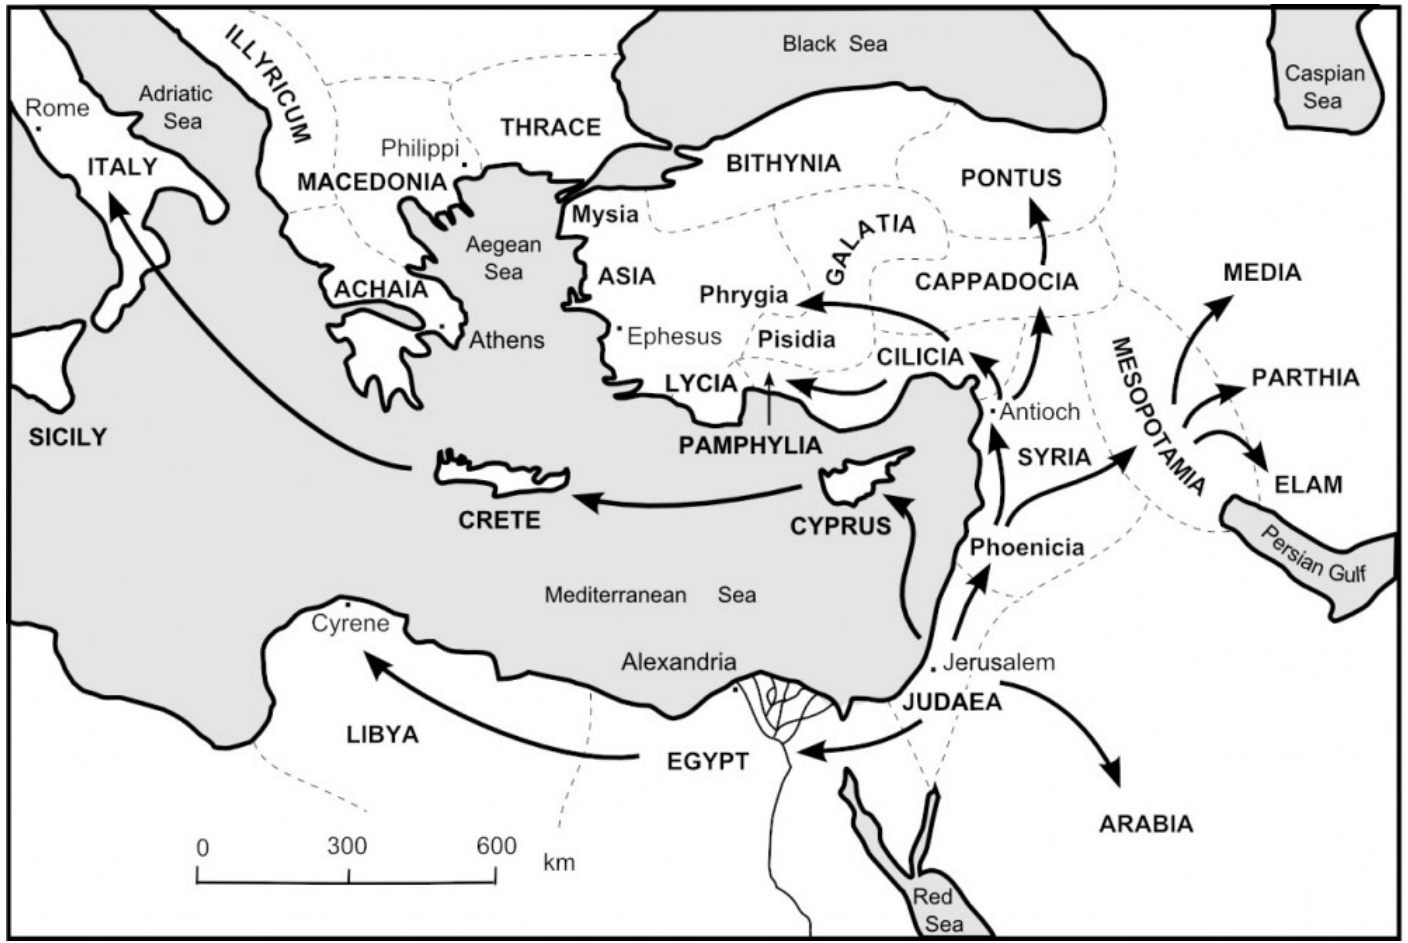 Black Sea
Caspian
Sea
ILLYRICUM
Adriatic
Sea
Rome
ITALY
THRACE
Philippi
MACEDONIA
BITHYNIA
PONTUS
Mysia
Aegean
Sea
GALATIA
ASIA
ACHAIA
Phrygia
CAPPADOCIA
MEDIA
Athens
Ephesus
Pisidia
CILICIA
MESOPOTAMIA
PARTHIA
LYCIA
Antioch
SICILY
PAMPHYLIA
SYRIA
ELAM
CRETE
CYPRUS
Phoenicia
Persian Gulf
Mediterranean Sea
Cyrene
Alexandria
Jerusalem
JUDAEA
LIBYA
EGYPT
ARABIA
0 300 600 km
Red
Sea